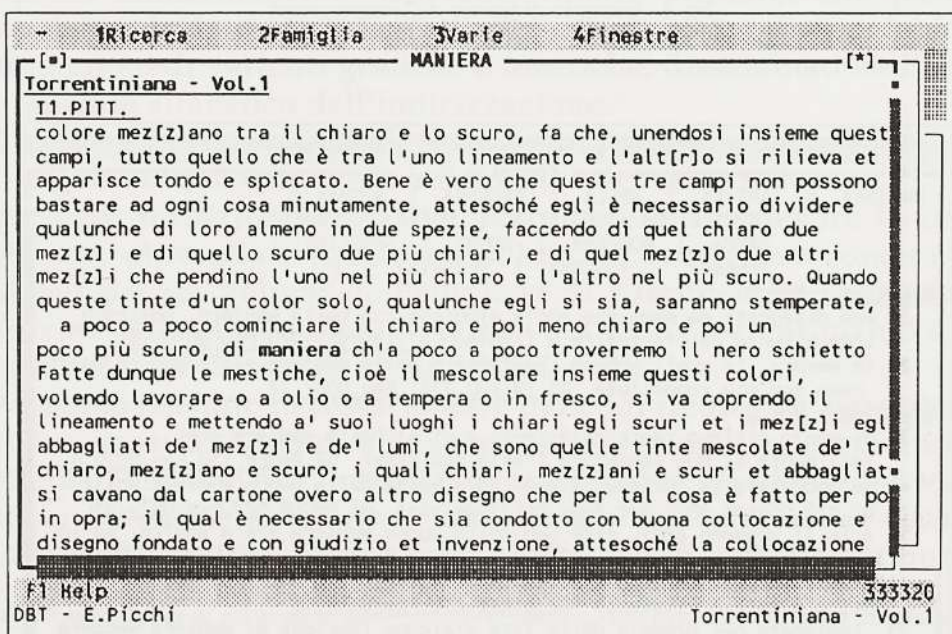 1Ricerca 2Famiglia 3Varie 4Finestre
[▪] MANIERA [*]
Torrentiniana - Vol.1
T1.PITT.
colore mez[z]ano tra il chiaro e lo scuro, fa che, unendosi insieme quest
campi, tutto quello che è tra l'uno lineamento e l'alt[r]o si rilieva et
apparisce tondo e spiccato. Bene è vero che questi tre campi non possono
bastare ad ogni cosa minutamente, attesoché egli è necessario dividere
qualunche di loro almeno in due spezie, faccendo di quel chiaro due
mez[z]i e di quello scuro due più chiari, e di quel mez[z]o due altri
mez[z]i che pendino l'uno nel più chiaro e l'altro nel più scuro. Quando
queste tinte d'un color solo, qualunche egli si sia, saranno stemperate,
a poco a poco cominciare il chiaro e poi meno chiaro e poi un
poco più scuro, di maniera ch'a poco a poco troverremo il nero schietto
Fatte dunque le mestiche, cioè il mescolare insieme questi colori,
volendo lavorare o a olio o a tempera o in fresco, si va coprendo il
lineamento e mettendo a' suoi luoghi i chiari egli scuri et i mez[z]i egl
abbagliati de' mez[z]i e de' lumi, che sono quelle tinte mescolate de' tr
chiaro, mez[z]ano e scuro; i quali chiari, mez[z]ani e scuri et abbagliat
si cavano dal cartone overo altro disegno che per tal cosa è fatto per po
in opra; il qual è necessario che sia condotto con buona collocazione e
disegno fondato e con giudizio et invenzione, attesoché la collocazione
F1 Help 333320
DBT - E.Picchi Torrentiniana - Vol.1